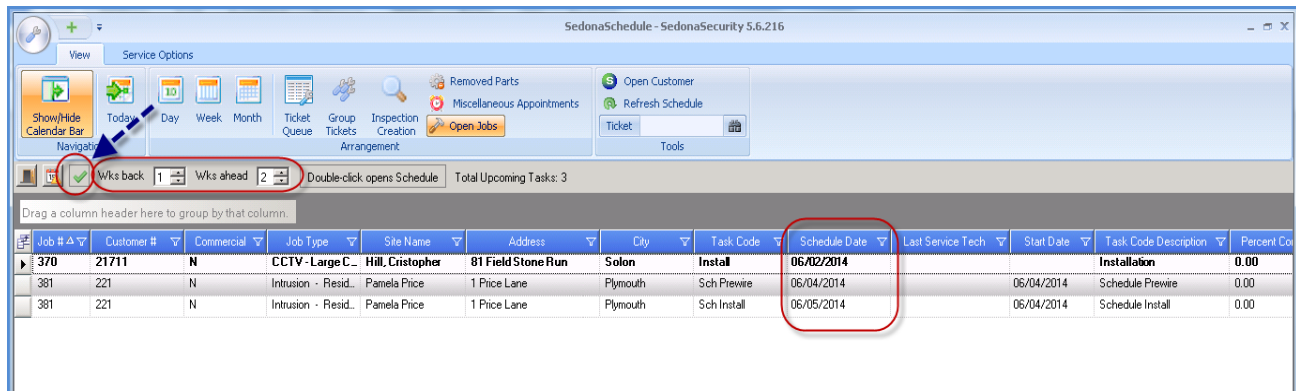 SedonaSchedule - SedonaSecurity 5.6.216
View Service Options
Show/Hide Calendar Bar
Today
Day Week Month
Ticket Queue
Group Tickets
Inspection Creation
Removed Parts
Miscellaneous Appointments
Open Jobs
Open Customer
Refresh Schedule
Ticket
Arrangement
Tools
Wks back 1 Wks ahead 2 Double-click opens Schedule Total Upcoming Tasks: 3
Drag a column header here to group by that column.
Job # Customer # Commercial Job Type Site Name Address City Task Code Schedule Date Last Service Tech Start Date Task Code Description
370 21711 N CCTV - Large C... Hill, Cristopher 81 Field Stone Run Solon Install 06/02/2014 Installation 0.00
381 221 N Intrusion - Resid... Pamela Price 1 Price Lane Plymouth Sch Prewire 06/04/2014 06/04/2014 Schedule Prewire 0.00
381 221 N Intrusion - Resid... Pamela Price 1 Price Lane Plymouth Sch Install 06/05/2014 06/04/2014 Schedule Install 0.00